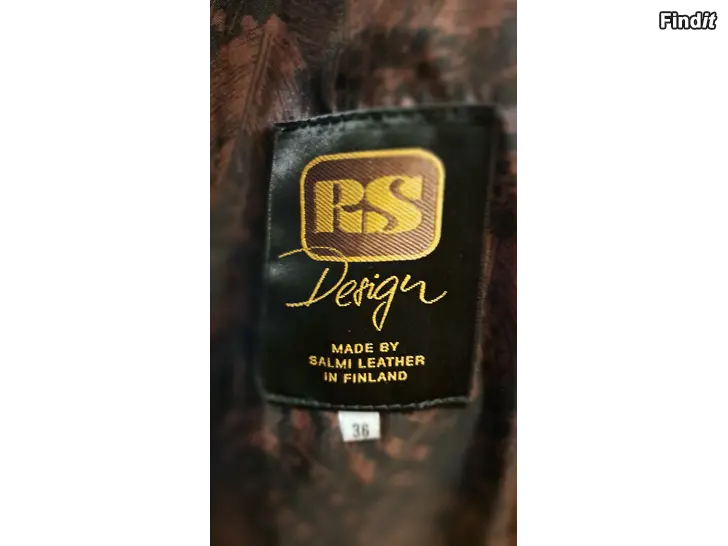 Findit
RS
Design
MADE BY
SALMI LEATHER
IN FINLAND
36